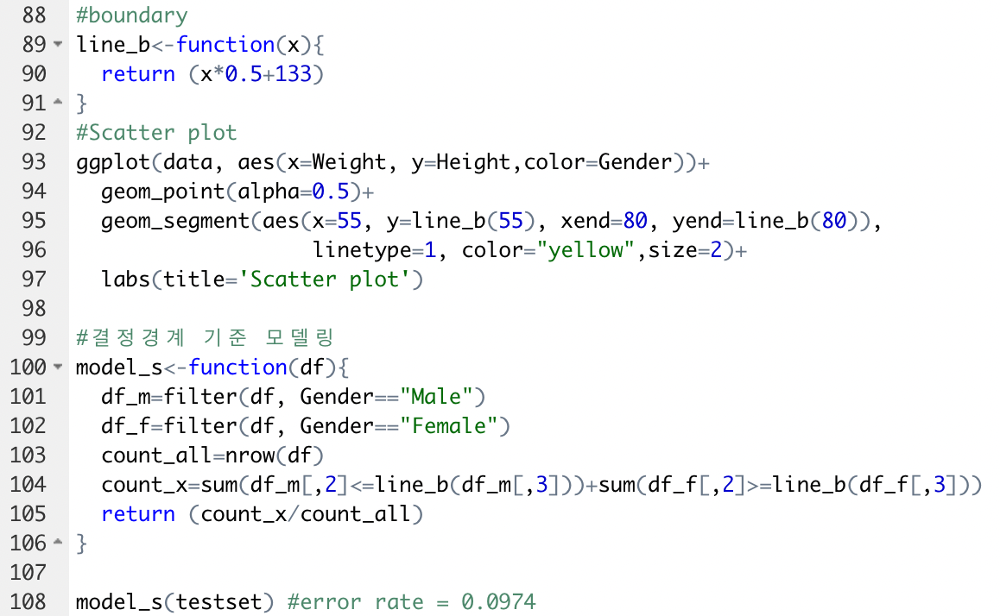 88 #boundary
89 line_b<-function(x){
90   return (x*0.5+133)
91 }
92 #Scatter plot
93 ggplot(data, aes(x=Weight, y=Height,color=Gender))+
94   geom_point(alpha=0.5)+
95   geom_segment(aes(x=55, y=line_b(55), xend=80, yend=line_b(80)),
96                    linetype=1, color="yellow",size=2)+
97   labs(title='Scatter plot')
98
99 #결정경계 기준 모델링
100 model_s<-function(df){
101   df_m=filter(df, Gender=="Male")
102   df_f=filter(df, Gender=="Female")
103   count_all=nrow(df)
104   count_x=sum(df_m[,2]<=line_b(df_m[,3]))+sum(df_f[,2]>=line_b(df_f[,3]))
105   return (count_x/count_all)
106 }
107
108 model_s(testset) #error rate = 0.0974